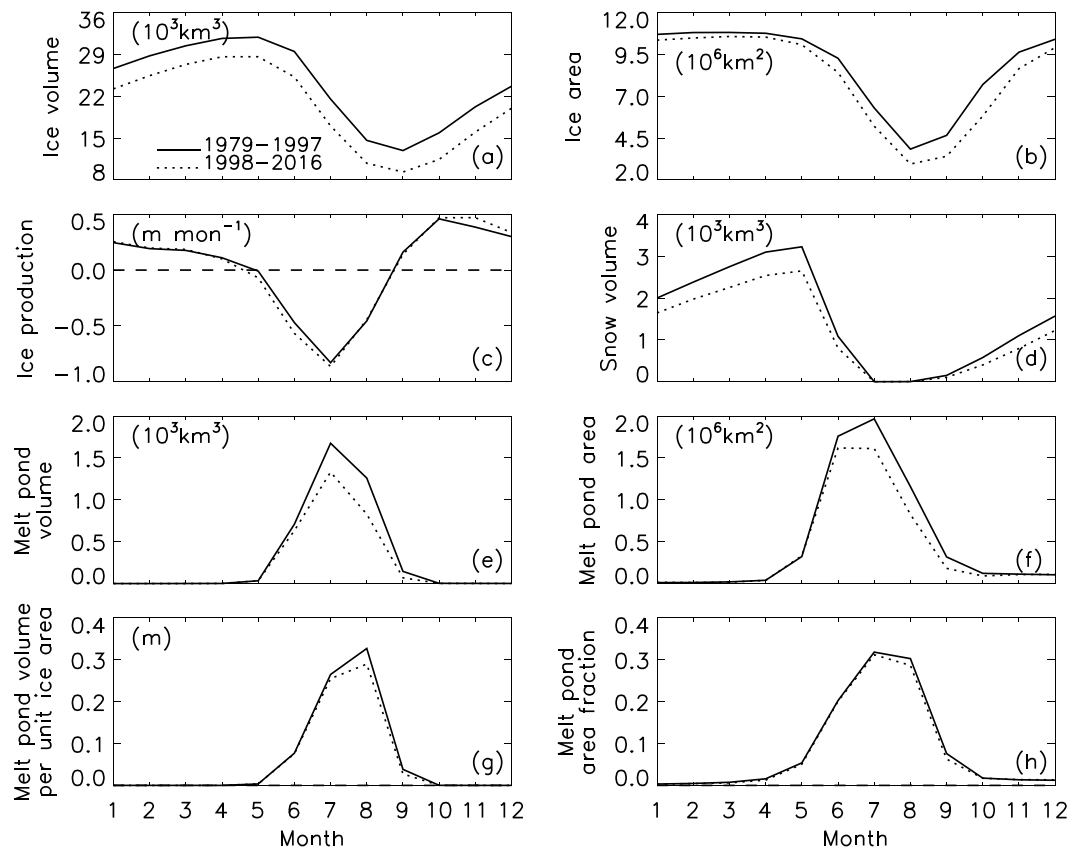 Ice volume
36
29
22
15
8
(10³km³)
1979−1997
1998−2016
(a)
Ice area
12.0
9.5
7.0
4.5
2.0
(10⁶km²)
(b)
Ice production
0.5
0.0
−0.5
−1.0
(m mon⁻¹)
(c)
Snow volume
4
3
2
1
0
(10³km³)
(d)
Melt pond
volume
2.0
1.5
1.0
0.5
0.0
(10³km³)
(e)
Melt pond area
2.0
1.5
1.0
0.5
0.0
(10⁶km²)
(f)
Melt pond volume
per unit ice area
0.4
0.3
0.2
0.1
0.0
(m)
(g)
1 2 3 4 5 6 7 8 9 10 11 12
Month
Melt pond
area fraction
0.4
0.3
0.2
0.1
0.0
(h)
1 2 3 4 5 6 7 8 9 10 11 12
Month